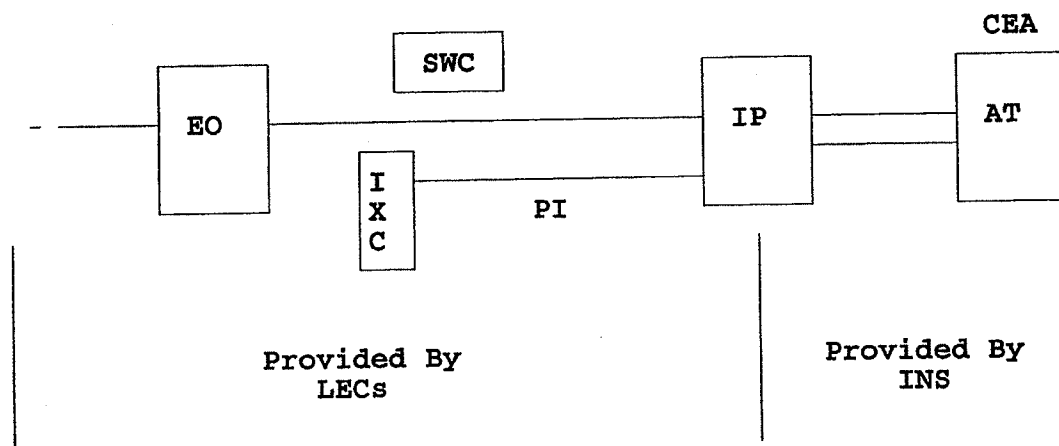 CEA
SWC
EO
IP
AT
I
X
C
PI
Provided By
LECs
Provided By
INS